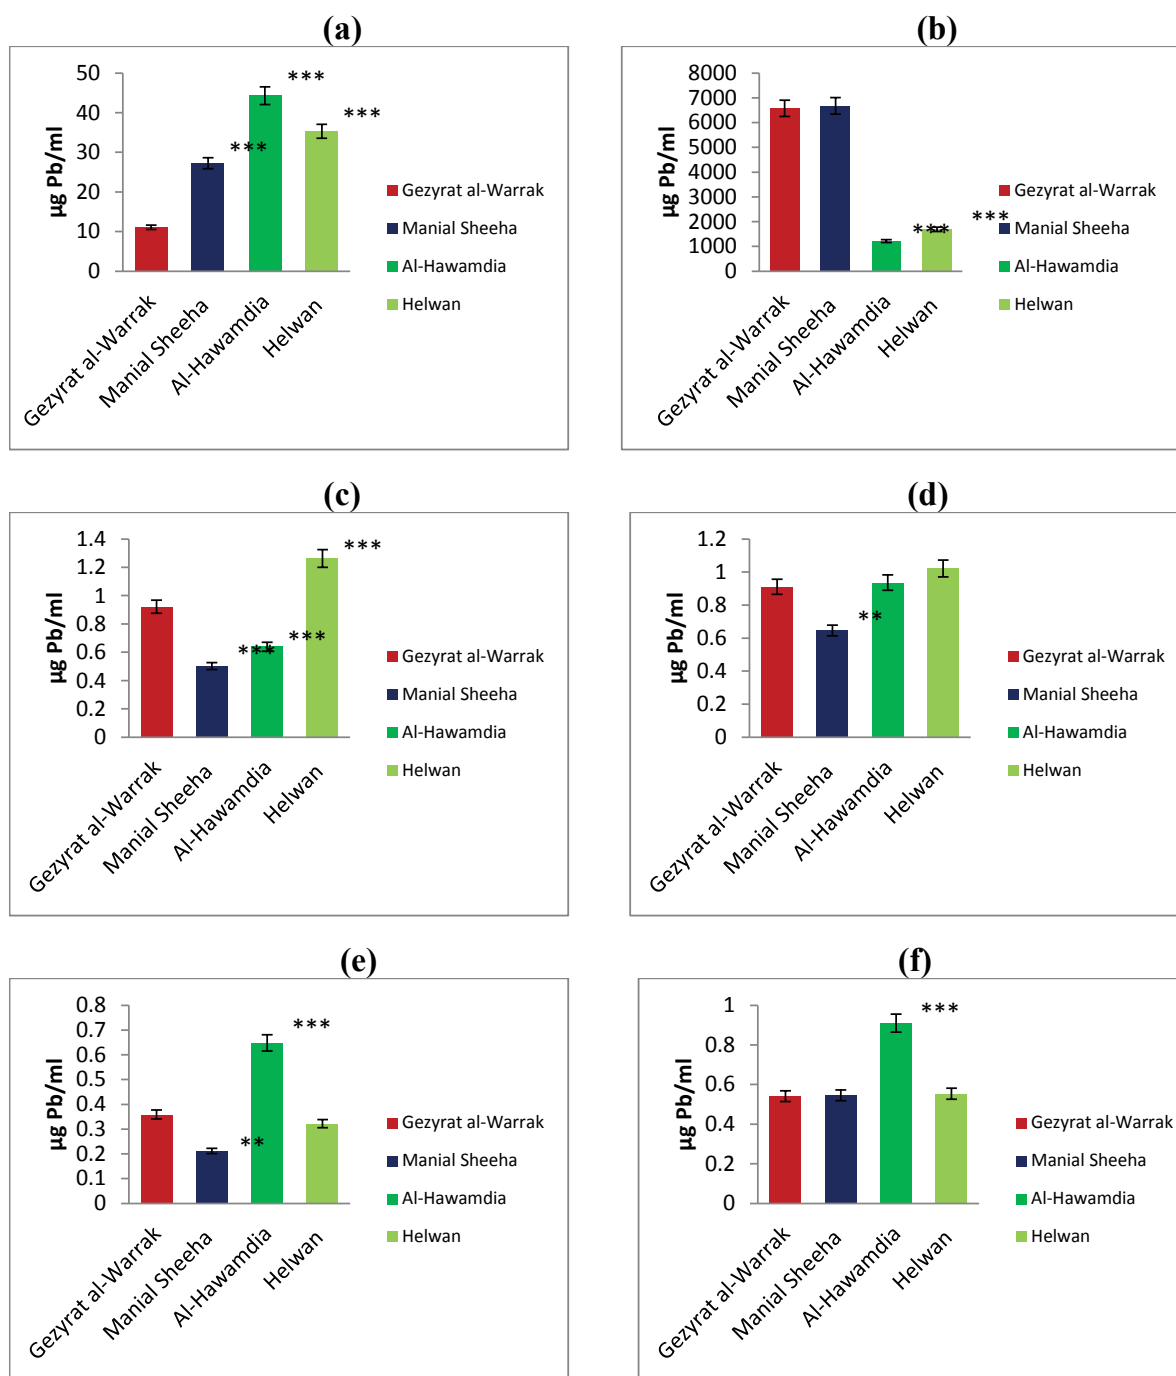 (a)
50
40
30
20
10
0
µg Pb/ml
***
***
***
Gezyrat al-Warrak
Manial Sheeha
Al-Hawamdia
Helwan
Gezyrat al-Warrak
Manial Sheeha
Al-Hawamdia
Helwan
(b)
8000
7000
6000
5000
4000
3000
2000
1000
0
µg Pb/ml
***
***
Gezyrat al-Warrak
Manial Sheeha
Al-Hawamdia
Helwan
Gezyrat al-Warrak
Manial Sheeha
Al-Hawamdia
Helwan
(c)
1.4
1.2
1
0.8
0.6
0.4
0.2
0
µg Pb/ml
***
***
***
Gezyrat al-Warrak
Manial Sheeha
Al-Hawamdia
Helwan
Gezyrat al-Warrak
Manial Sheeha
Al-Hawamdia
Helwan
(d)
1.2
1
0.8
0.6
0.4
0.2
0
µg Pb/ml
**
Gezyrat al-Warrak
Manial Sheeha
Al-Hawamdia
Helwan
Gezyrat al-Warrak
Manial Sheeha
Al-Hawamdia
Helwan
(e)
0.8
0.7
0.6
0.5
0.4
0.3
0.2
0.1
0
µg Pb/ml
**
***
Gezyrat al-Warrak
Manial Sheeha
Al-Hawamdia
Helwan
Gezyrat al-Warrak
Manial Sheeha
Al-Hawamdia
Helwan
(f)
1
0.8
0.6
0.4
0.2
0
µg Pb/ml
***
Gezyrat al-Warrak
Manial Sheeha
Al-Hawamdia
Helwan
Gezyrat al-Warrak
Manial Sheeha
Al-Hawamdia
Helwan